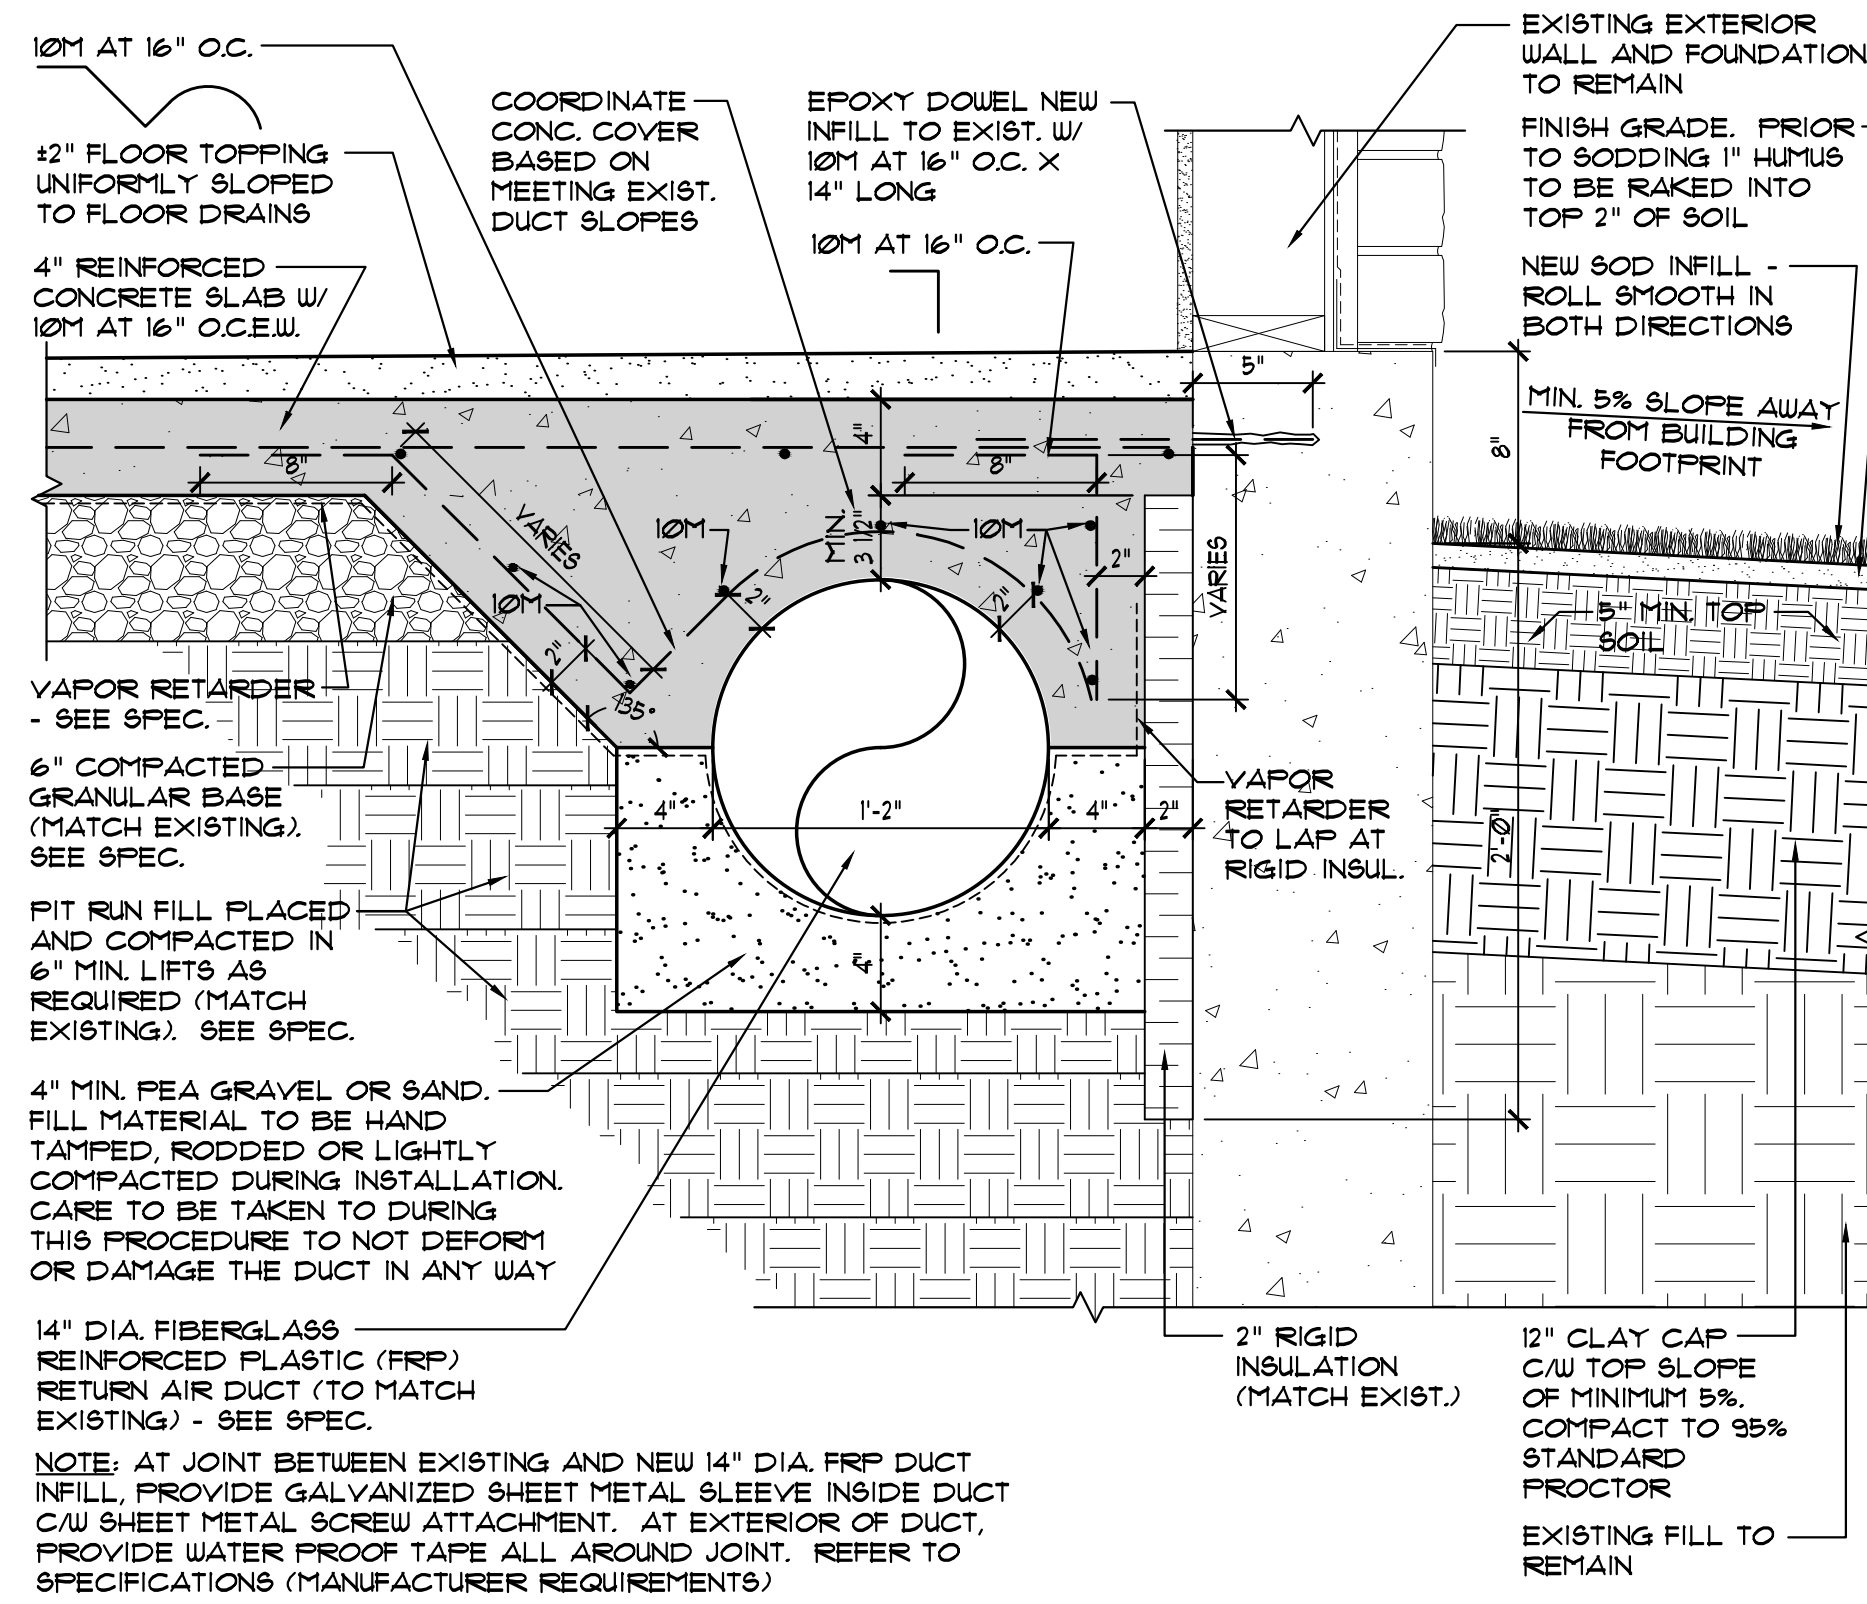 10M AT 16" O.C.
±2" FLOOR TOPPING
UNIFORMLY SLOPED
TO FLOOR DRAINS
4" REINFORCED
CONCRETE SLAB W/
10M AT 16" O.C.E.W.
COORDINATE
CONC. COVER
BASED ON
MEETING EXIST.
DUCT SLOPES
EPOXY DOWEL NEW
INFILL TO EXIST. W/
10M AT 16" O.C. X
14" LONG
10M AT 16" O.C.
EXISTING EXTERIOR
WALL AND FOUNDATION
TO REMAIN
FINISH GRADE. PRIOR
TO SODDING 1" HUMUS
TO BE RAKED INTO
TOP 2" OF SOIL
NEW SOD INFILL -
ROLL SMOOTH IN
BOTH DIRECTIONS
5"
MIN. 5% SLOPE AWAY
FROM BUILDING
FOOTPRINT
8"
4"
8"
8"
VARIES
10M
MIN.
3 1/2"
10M
2"
VARIES
10M
2"
2"
2"
135°
5" MIN. TOP
SOIL
VAPOR RETARDER
- SEE SPEC.
6" COMPACTED
GRANULAR BASE
(MATCH EXISTING).
SEE SPEC.
4"
1'-2"
4"
2"
VAPOR
RETARDER
TO LAP AT
RIGID INSUL.
2'-0"
PIT RUN FILL PLACED
AND COMPACTED IN
6" MIN. LIFTS AS
REQUIRED (MATCH
EXISTING). SEE SPEC.
4"
4" MIN. PEA GRAVEL OR SAND.
FILL MATERIAL TO BE HAND
TAMPED, RODDED OR LIGHTLY
COMPACTED DURING INSTALLATION.
CARE TO BE TAKEN TO DURING
THIS PROCEDURE TO NOT DEFORM
OR DAMAGE THE DUCT IN ANY WAY
14" DIA. FIBERGLASS
REINFORCED PLASTIC (FRP)
RETURN AIR DUCT (TO MATCH
EXISTING) - SEE SPEC.
2" RIGID
INSULATION
(MATCH EXIST.)
12" CLAY CAP
C/W TOP SLOPE
OF MINIMUM 5%.
COMPACT TO 95%
STANDARD
PROCTOR
EXISTING FILL TO
REMAIN
NOTE: AT JOINT BETWEEN EXISTING AND NEW 14" DIA. FRP DUCT
INFILL, PROVIDE GALVANIZED SHEET METAL SLEEVE INSIDE DUCT
C/W SHEET METAL SCREW ATTACHMENT. AT EXTERIOR OF DUCT,
PROVIDE WATER PROOF TAPE ALL AROUND JOINT. REFER TO
SPECIFICATIONS (MANUFACTURER REQUIREMENTS)